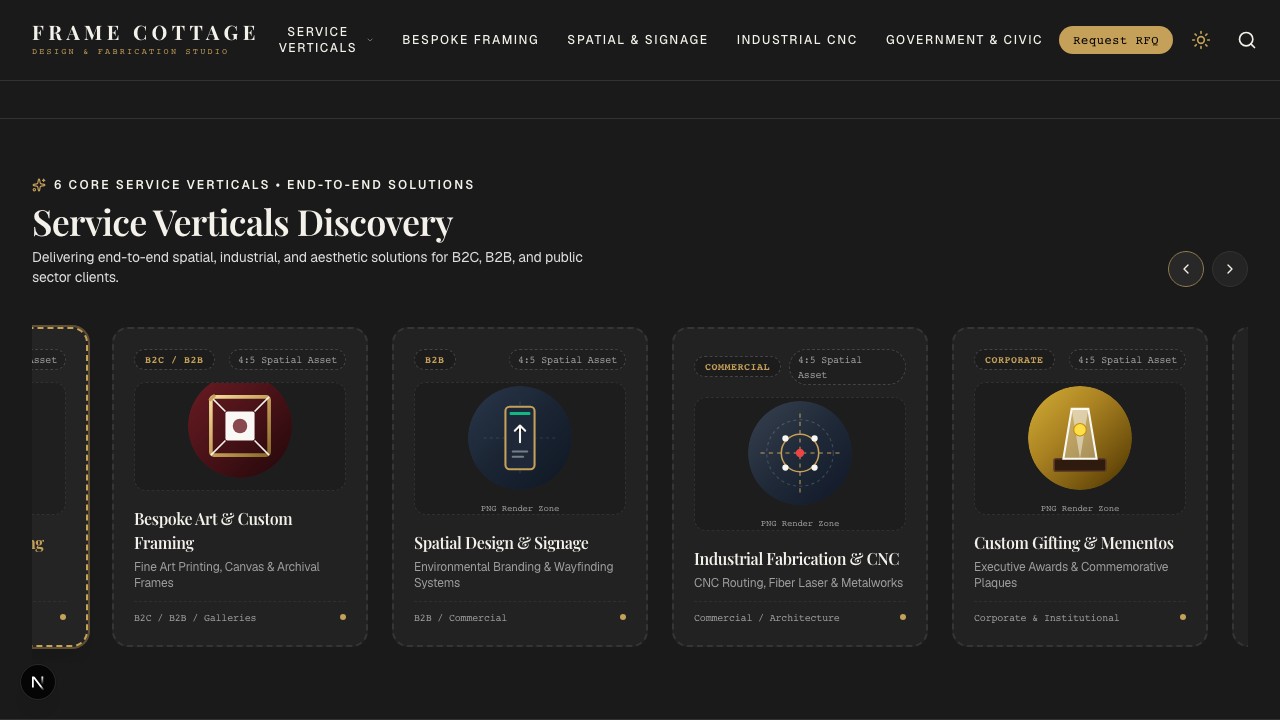 FRAME COTTAGE
DESIGN & FABRICATION STUDIO
SERVICE
VERTICALS
BESPOKE FRAMING
SPATIAL & SIGNAGE
INDUSTRIAL CNC
GOVERNMENT & CIVIC
Request RFQ
6 CORE SERVICE VERTICALS • END-TO-END SOLUTIONS
Service Verticals Discovery
Delivering end-to-end spatial, industrial, and aesthetic solutions for B2C, B2B, and public
sector clients.
B2C / B2B
4:5 Spatial Asset
Bespoke Art & Custom
Framing
Fine Art Printing, Canvas & Archival
Frames
B2C / B2B / Galleries
B2B
4:5 Spatial Asset
PNG Render Zone
Spatial Design & Signage
Environmental Branding & Wayfinding
Systems
B2B / Commercial
COMMERCIAL
4:5 Spatial
Asset
PNG Render Zone
Industrial Fabrication & CNC
CNC Routing, Fiber Laser & Metalworks
Commercial / Architecture
CORPORATE
4:5 Spatial Asset
PNG Render Zone
Custom Gifting & Mementos
Executive Awards & Commemorative
Plaques
Corporate & Institutional
N